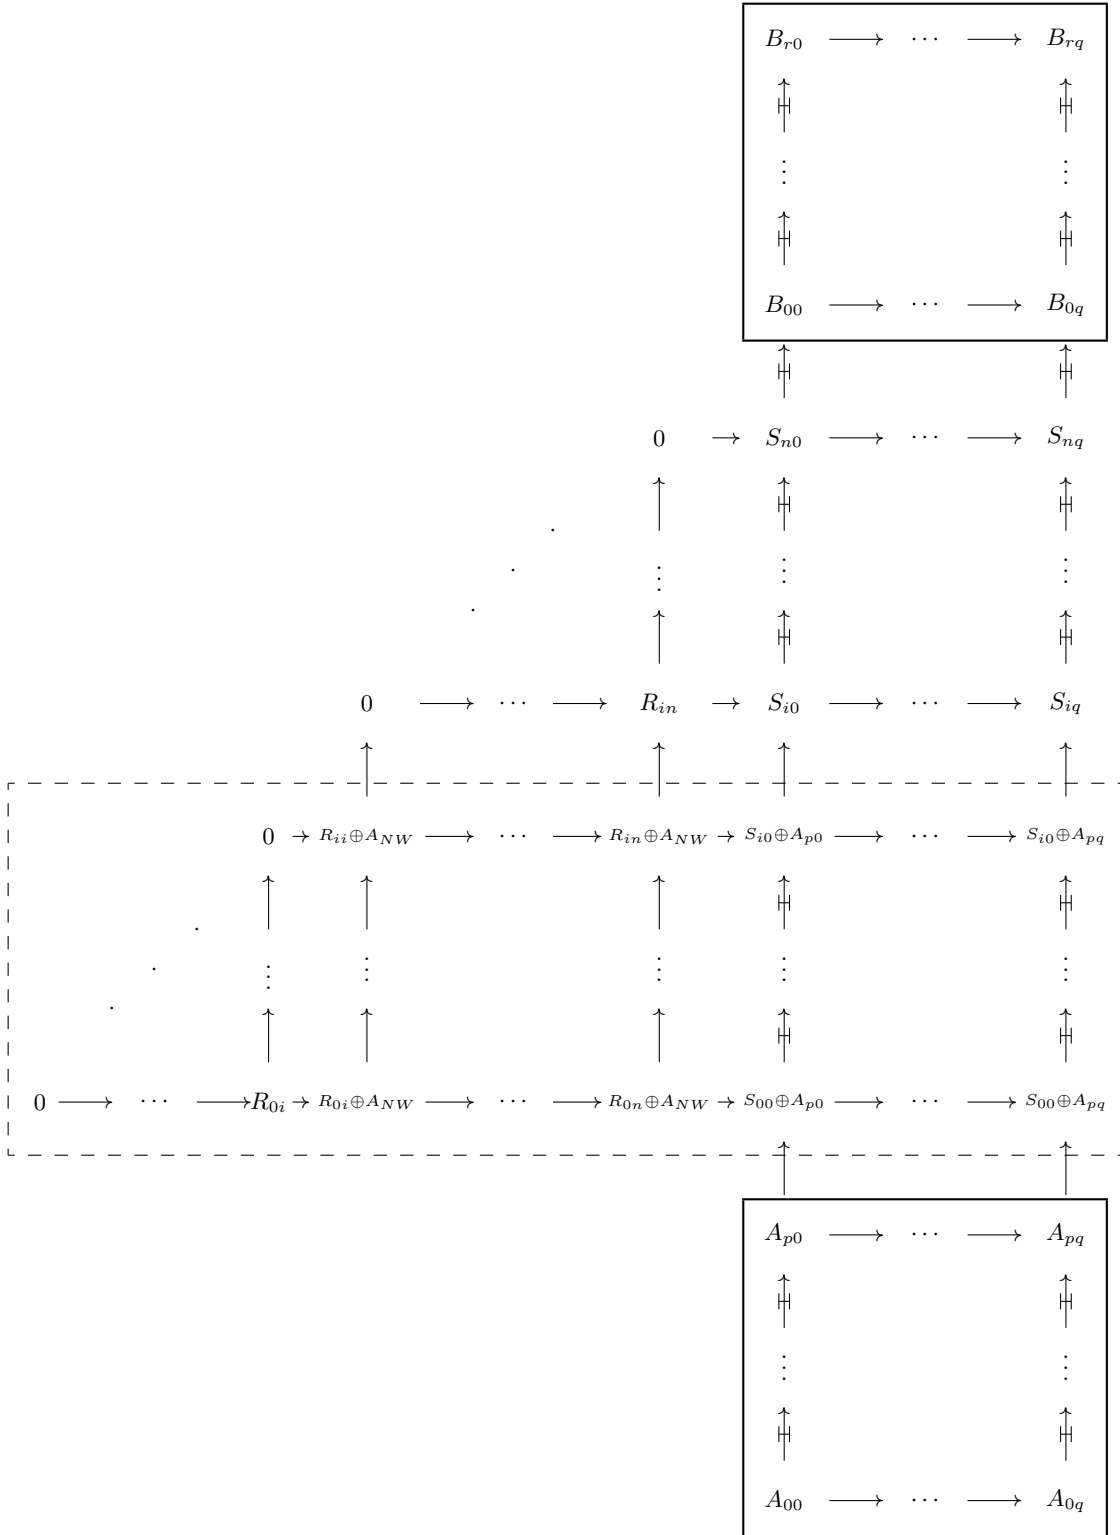 B_{r0} ⟶ ⋯ ⟶ B_{rq}
⋮ ⋮
B_{00} ⟶ ⋯ ⟶ B_{0q}
0 → S_{n0} ⟶ ⋯ ⟶ S_{nq}
⋮ ⋮ ⋮
0 ⟶ ⋯ ⟶ R_{in} → S_{i0} ⟶ ⋯ ⟶ S_{iq}
0 → R_{ii}⊕A_{NW} ⟶ ⋯ ⟶ R_{in}⊕A_{NW} → S_{i0}⊕A_{p0} ⟶ ⋯ ⟶ S_{i0}⊕A_{pq}
⋮ ⋮ ⋮ ⋮ ⋮
0 ⟶ ⋯ ⟶ R_{0i} → R_{0i}⊕A_{NW} ⟶ ⋯ ⟶ R_{0n}⊕A_{NW} → S_{00}⊕A_{p0} ⟶ ⋯ ⟶ S_{00}⊕A_{pq}
A_{p0} ⟶ ⋯ ⟶ A_{pq}
⋮ ⋮
A_{00} ⟶ ⋯ ⟶ A_{0q}